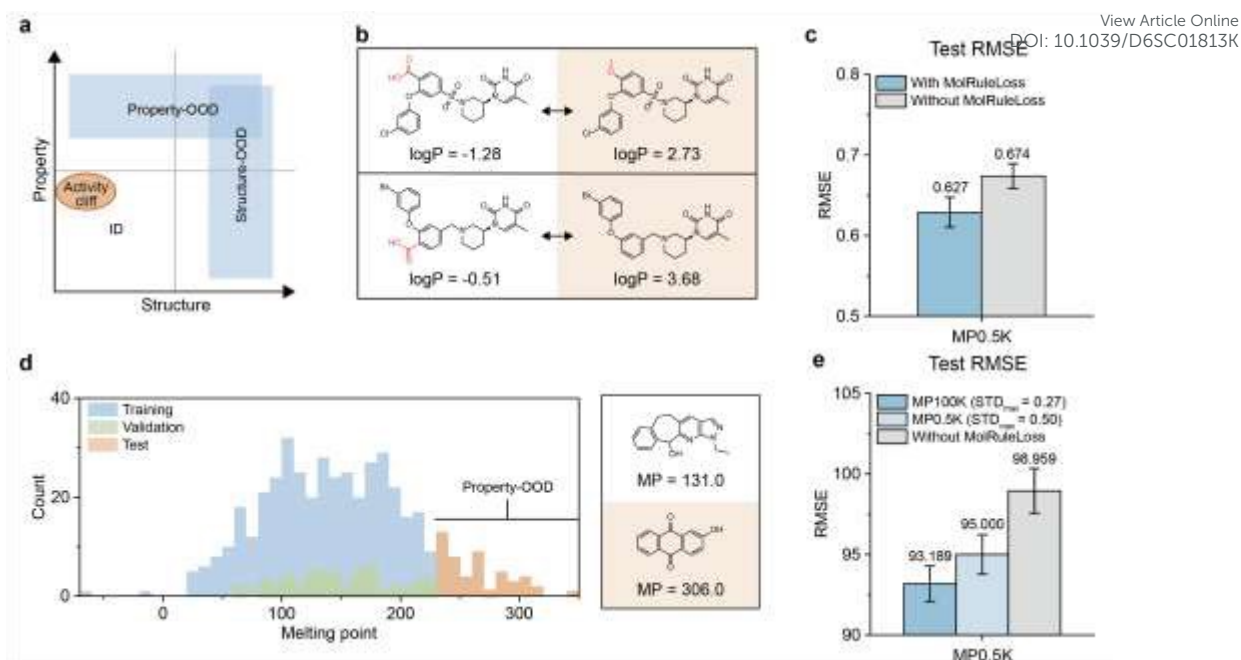 View Article Online
DOI: 10.1039/D6SC01813K
a
Property
Property-OOD
Structure-OOD
Activity
cliff
ID
Structure
b
logP = -1.28
logP = 2.73
logP = -0.51
logP = 3.68
c
Test RMSE
With MolRuleLoss
Without MolRuleLoss
RMSE
0.8
0.7
0.6
0.5
0.627
0.674
MP0.5K
d
Training
Validation
Test
Count
40
20
0
Property-OOD
0
100
200
300
Melting point
OH
MP = 131.0
OH
MP = 306.0
e
Test RMSE
MP100K (STDmax = 0.27)
MP0.5K (STDmax = 0.50)
Without MolRuleLoss
RMSE
105
100
95
90
93.189
95.000
98.959
MP0.5K